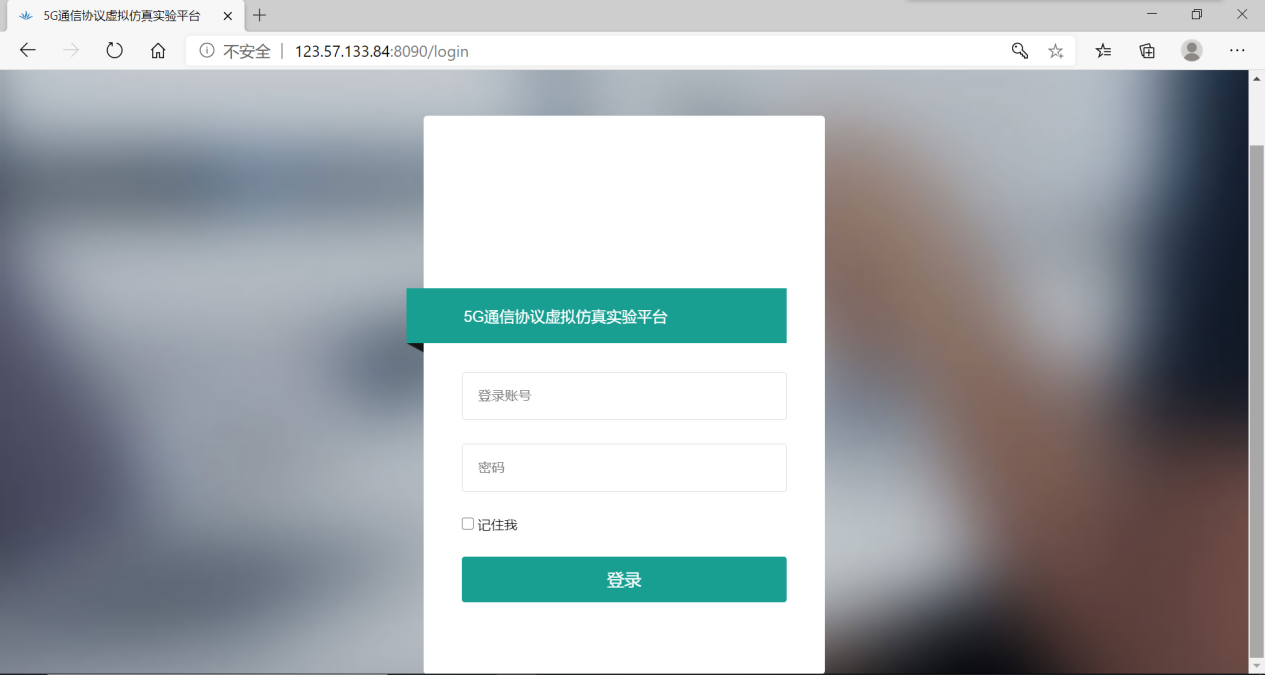 5G通信协议虚拟仿真实验平台
不安全 | 123.57.133.84:8090/login
5G通信协议虚拟仿真实验平台
登录账号
密码
记住我
登录